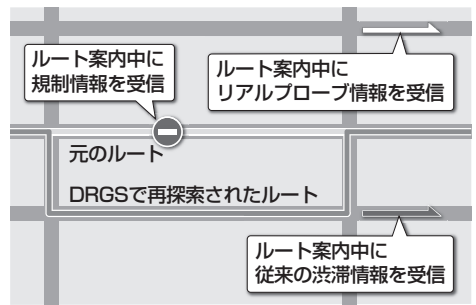 ルート案内中に
規制情報を受信
ルート案内中に
リアルプローブ情報を受信
元のルート
DRGSで再探索されたルート
ルート案内中に
従来の渋滞情報を受信